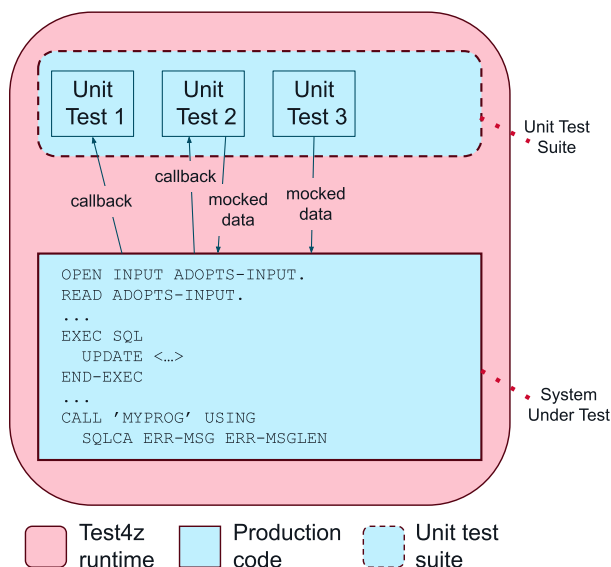 Unit
Test 1
Unit
Test 2
Unit
Test 3
Unit Test
Suite
callback
callback
mocked
data
mocked
data
OPEN INPUT ADOPTS-INPUT.
READ ADOPTS-INPUT.
...
EXEC SQL
UPDATE <…>
END-EXEC
...
CALL ’MYPROG’ USING
SQLCA ERR-MSG ERR-MSGLEN
System
Under Test
Test4z
runtime
Production
code
Unit test
suite